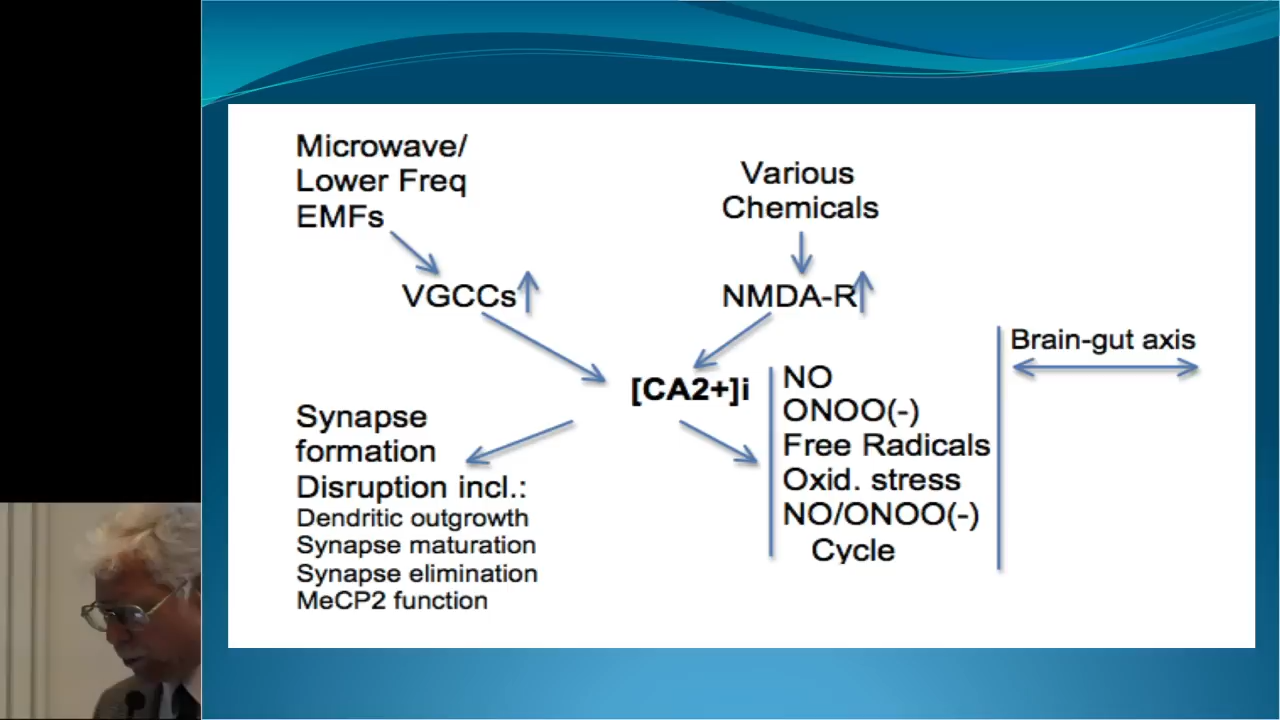 Microwave/
Lower Freq
EMFs
Various
Chemicals
VGCCs
NMDA-R
Brain-gut axis
[CA2+]i
NO
ONOO(-)
Free Radicals
Oxid. stress
NO/ONOO(-)
Cycle
Synapse
formation
Disruption incl.:
Dendritic outgrowth
Synapse maturation
Synapse elimination
MeCP2 function